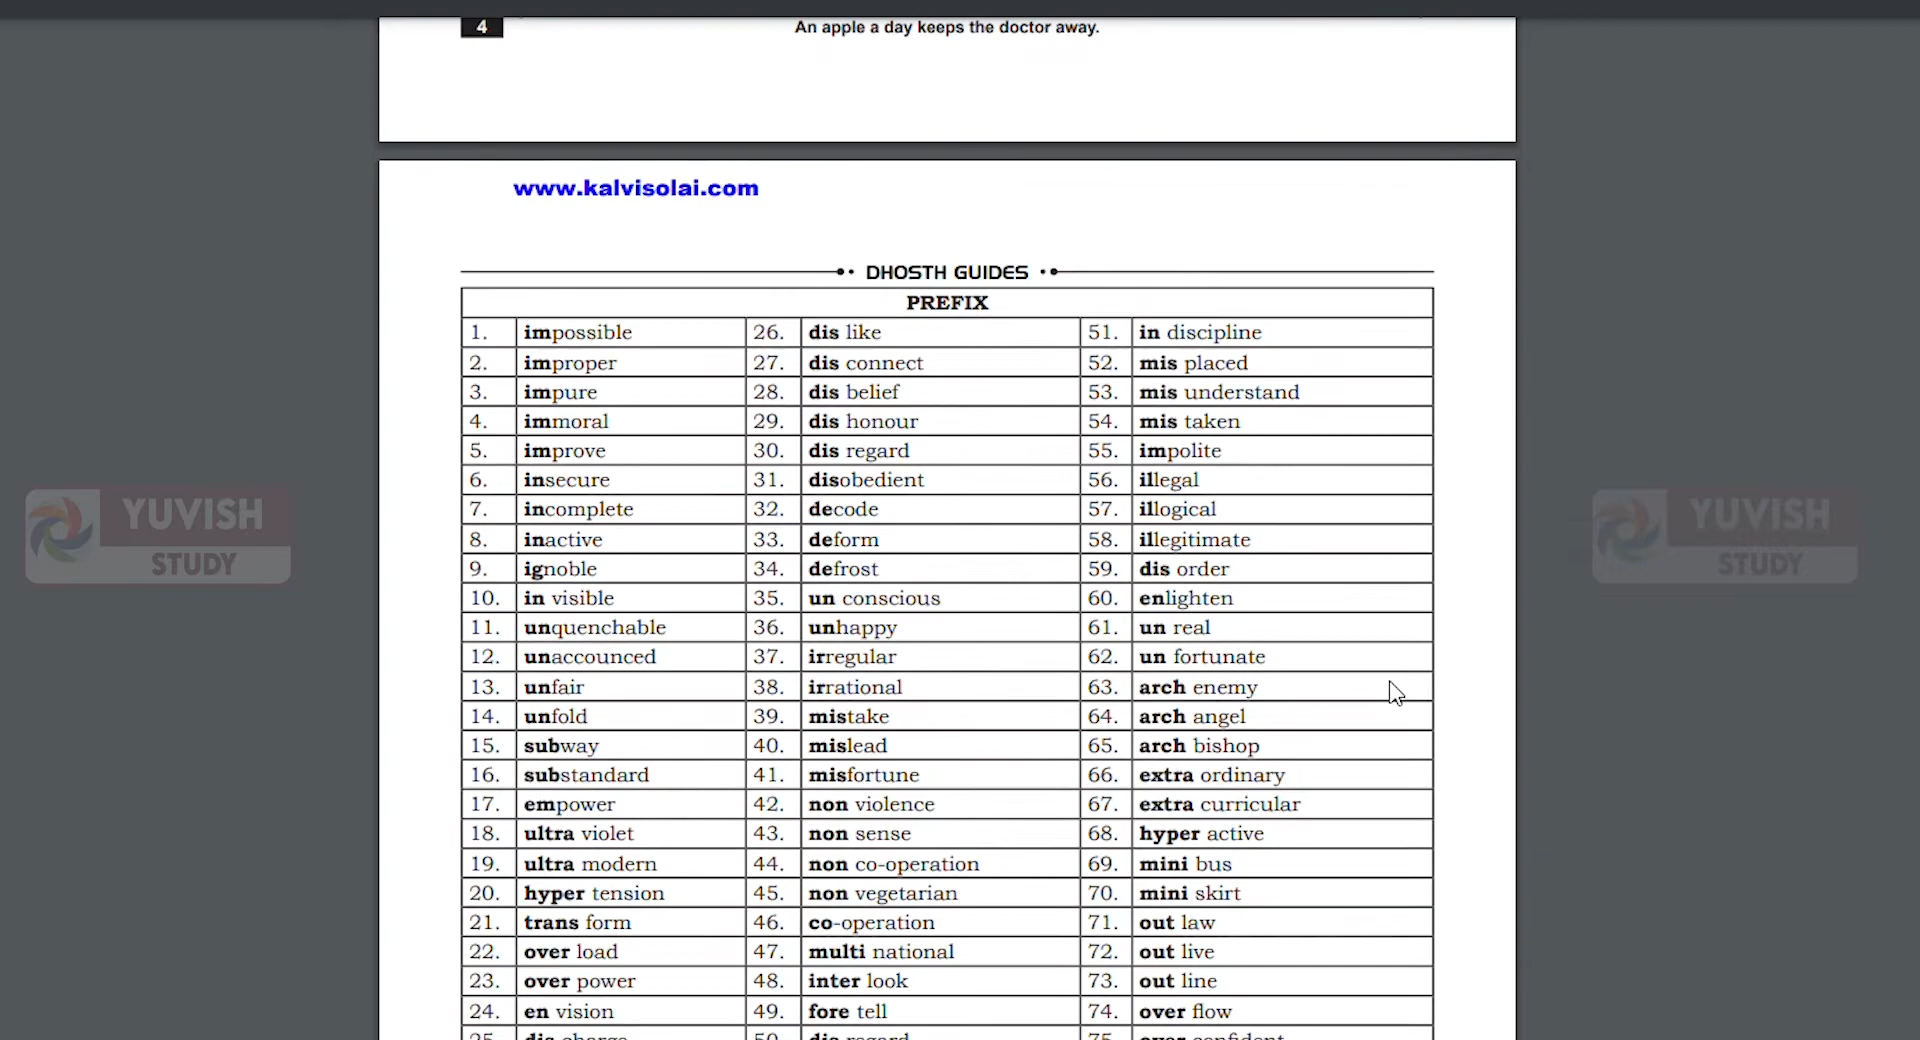 4 An apple a day keeps the doctor away.
www.kalvisolai.com
DHOSTH GUIDES
PREFIX
1. impossible 26. dis like 51. in discipline
2. improper 27. dis connect 52. mis placed
3. impure 28. dis belief 53. mis understand
4. immoral 29. dis honour 54. mis taken
5. improve 30. dis regard 55. impolite
6. insecure 31. disobedient 56. illegal
7. incomplete 32. decode 57. illogical
8. inactive 33. deform 58. illegitimate
9. ignoble 34. defrost 59. dis order
10. in visible 35. un conscious 60. enlighten
11. unquenchable 36. unhappy 61. un real
12. unaccounced 37. irregular 62. un fortunate
13. unfair 38. irrational 63. arch enemy
14. unfold 39. mistake 64. arch angel
15. subway 40. mislead 65. arch bishop
16. substandard 41. misfortune 66. extra ordinary
17. empower 42. non violence 67. extra curricular
18. ultra violet 43. non sense 68. hyper active
19. ultra modern 44. non co-operation 69. mini bus
20. hyper tension 45. non vegetarian 70. mini skirt
21. trans form 46. co-operation 71. out law
22. over load 47. multi national 72. out live
23. over power 48. inter look 73. out line
24. en vision 49. fore tell 74. over flow
25. dis charge 50. dis regard 75. over confident
YUVISH
STUDY
YUVISH
STUDY